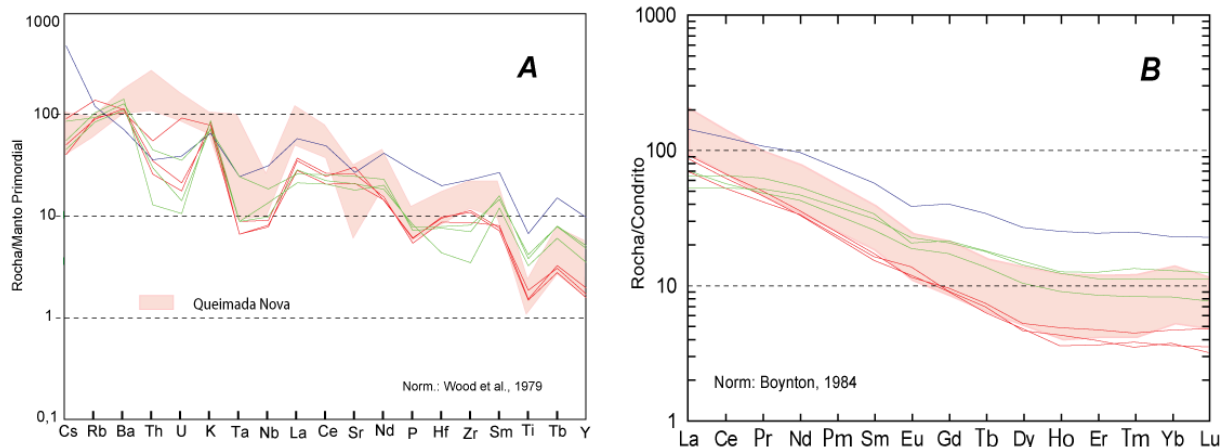 A
1000
100
10
1
0,1
Rocha/Manto Primordial
Queimada Nova
Norm.: Wood et al., 1979
Cs Rb Ba Th U K Ta Nb La Ce Sr Nd P Hf Zr Sm Ti Tb Y
B
1000
100
10
1
Rocha/Condrito
Norm: Boynton, 1984
La Ce Pr Nd Pm Sm Eu Gd Tb Dy Ho Er Tm Yb Lu